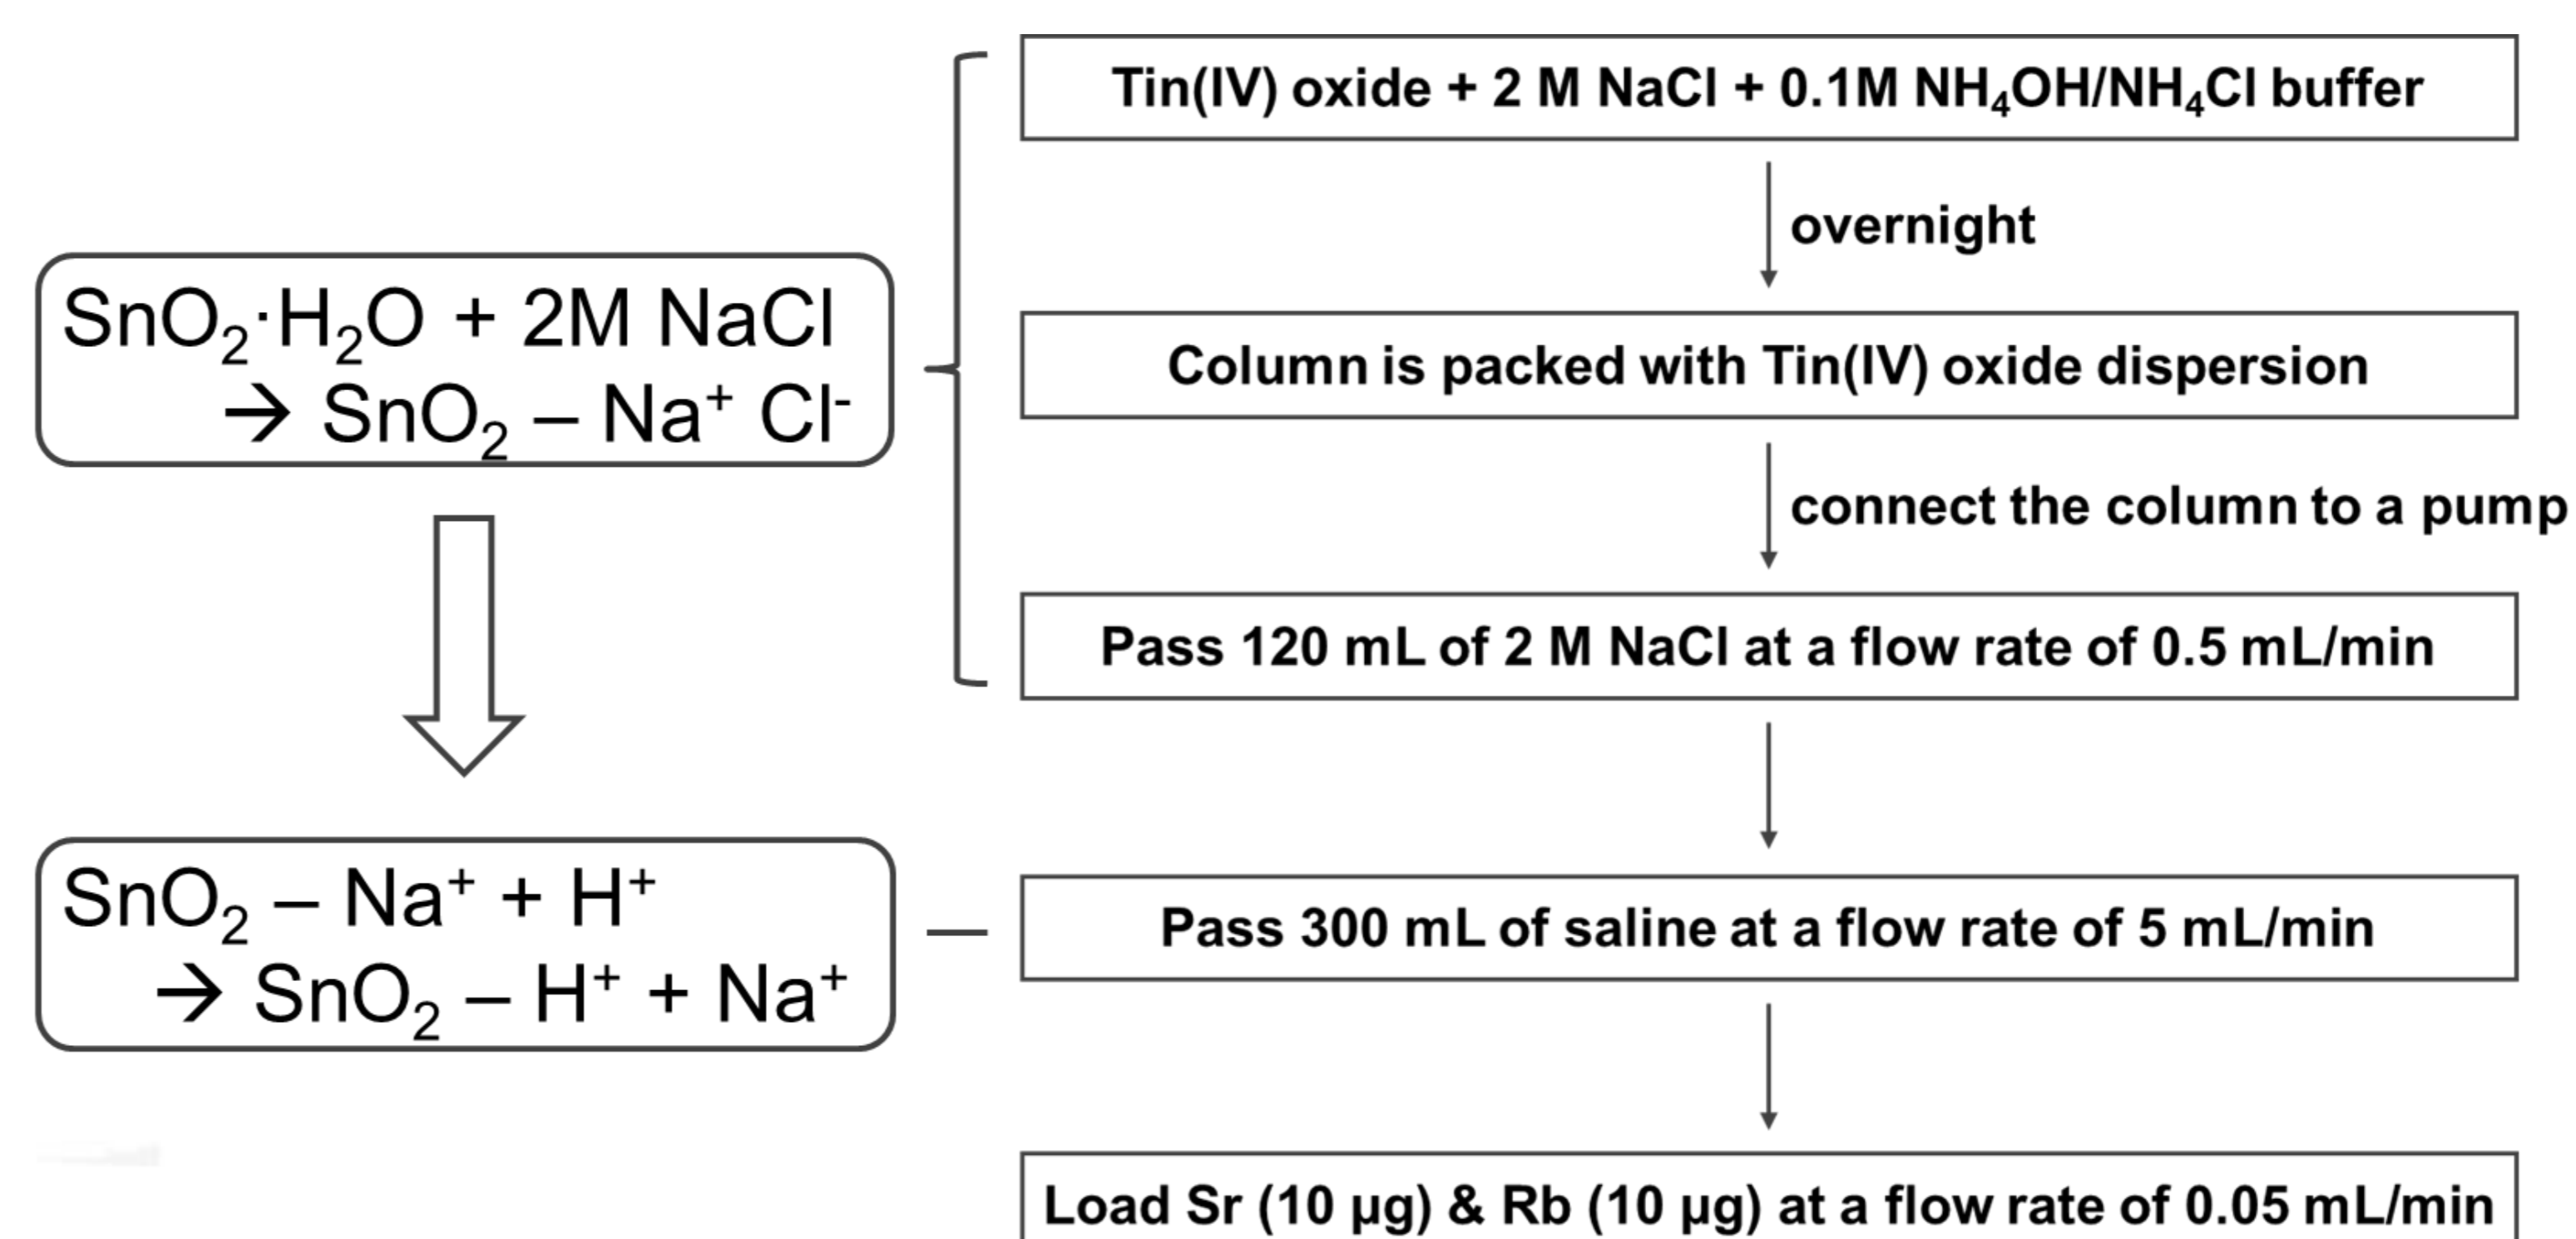 Tin(IV) oxide + 2 M NaCl + 0.1M NH₄OH/NH₄Cl buffer
overnight
Column is packed with Tin(IV) oxide dispersion
connect the column to a pump
Pass 120 mL of 2 M NaCl at a flow rate of 0.5 mL/min
SnO₂·H₂O + 2M NaCl
→ SnO₂ – Na⁺ Cl⁻
Pass 300 mL of saline at a flow rate of 5 mL/min
SnO₂ – Na⁺ + H⁺
→ SnO₂ – H⁺ + Na⁺
Load Sr (10 µg) & Rb (10 µg) at a flow rate of 0.05 mL/min